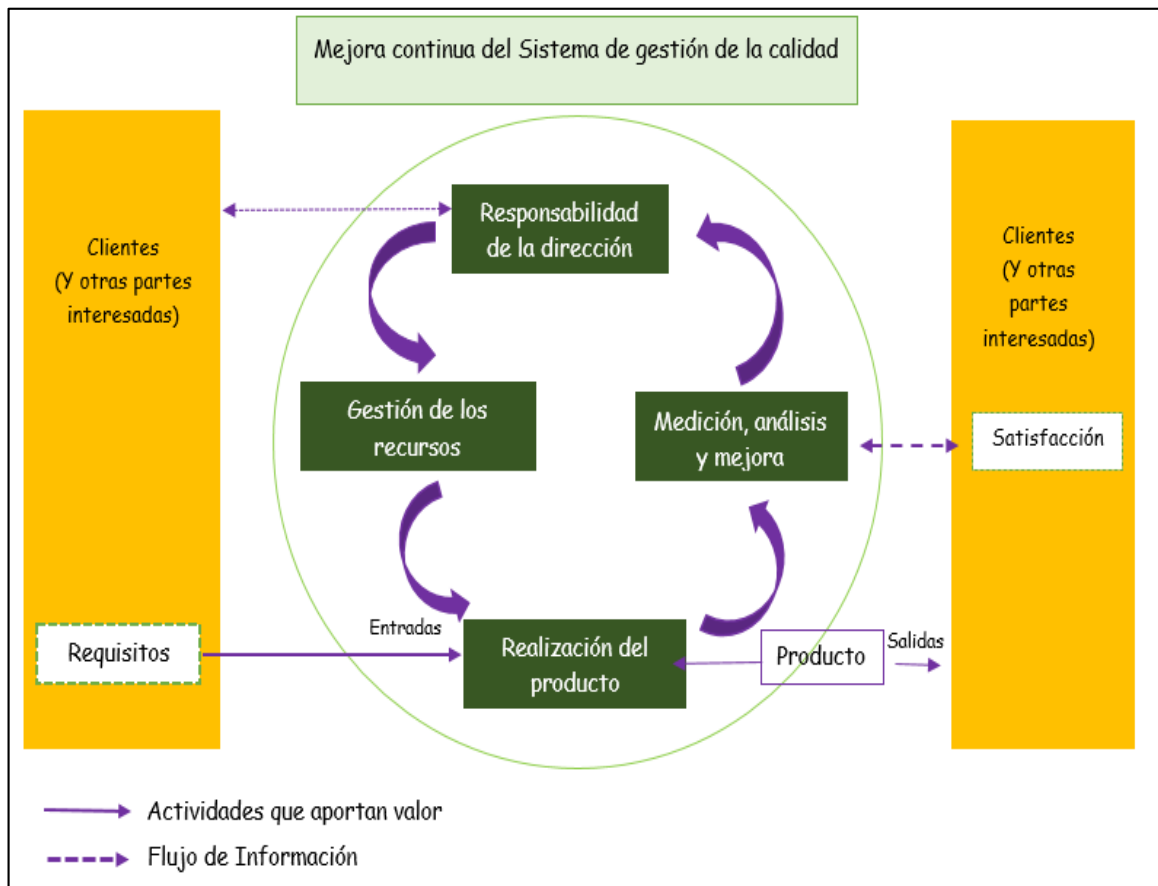 Mejora continua del Sistema de gestión de la calidad
Clientes
(Y otras partes
interesadas)
Responsabilidad
de la dirección
Clientes
(Y otras
partes
interesadas)
Gestión de los
recursos
Medición, análisis
y mejora
Satisfacción
Requisitos
Entradas
Realización del
producto
Producto
Salidas
Actividades que aportan valor
Flujo de Información